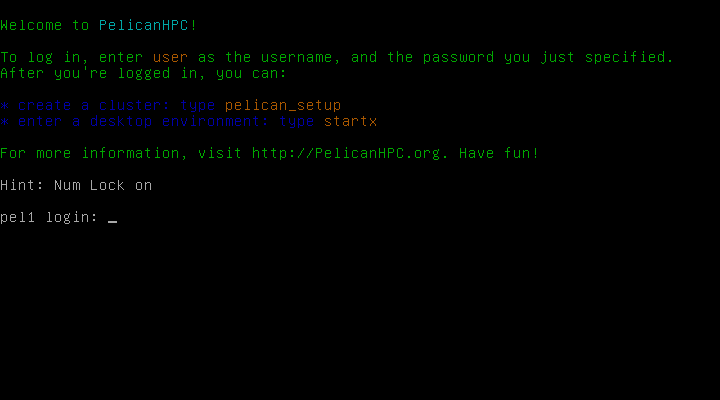 Welcome to PelicanHPC!
To log in, enter user as the username, and the password you just specified.
After you're logged in, you can:
* create a cluster: type pelican_setup
* enter a desktop environment: type startx
For more information, visit http://PelicanHPC.org. Have fun!
Hint: Num Lock on
pel1 login: _